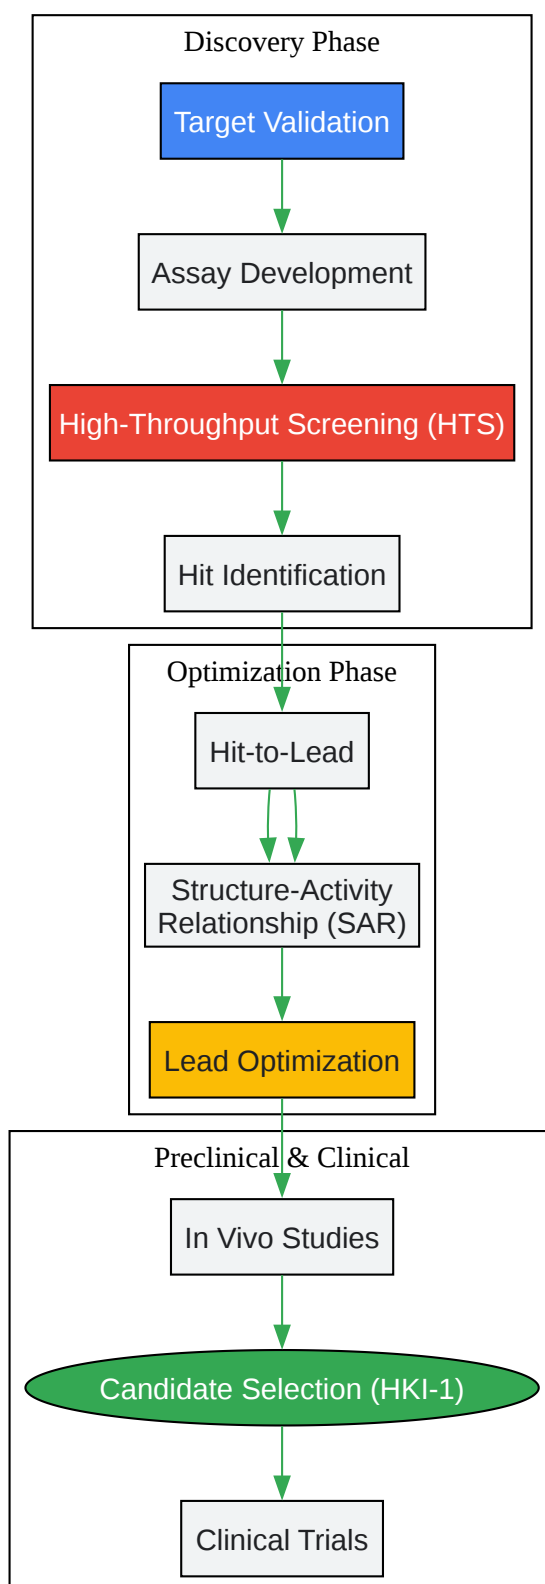 Discovery Phase
Target Validation
Assay Development
High-Throughput Screening (HTS)
Hit Identification
Optimization Phase
Hit-to-Lead
Structure-Activity
Relationship (SAR)
Lead Optimization
Preclinical & Clinical
In Vivo Studies
Candidate Selection (HKI-1)
Clinical Trials